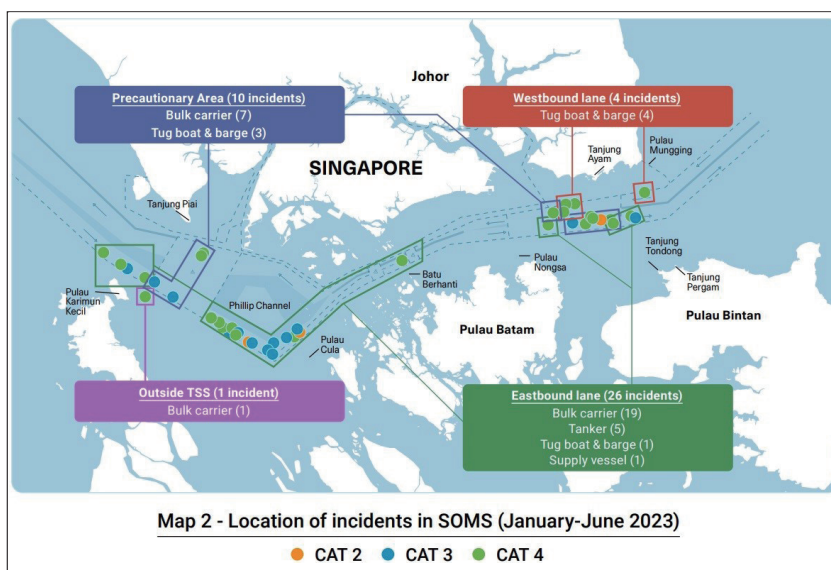 Johor
Precautionary Area (10 incidents)
Bulk carrier (7)
Tug boat & barge (3)
Westbound lane (4 incidents)
Tug boat & barge (4)
Tanjung
Ayam
Pulau
Mungging
SINGAPORE
Tanjung Piai
Pulau
Karimun
Kecil
Phillip Channel
Batu
Berhanti
Pulau
Nongsa
Tanjung
Tondong
Tanjung
Pergam
Pulau
Cula
Pulau Batam
Pulau Bintan
Outside TSS (1 incident)
Bulk carrier (1)
Eastbound lane (26 incidents)
Bulk carrier (19)
Tanker (5)
Tug boat & barge (1)
Supply vessel (1)
Map 2 - Location of incidents in SOMS (January-June 2023)
CAT 2 CAT 3 CAT 4